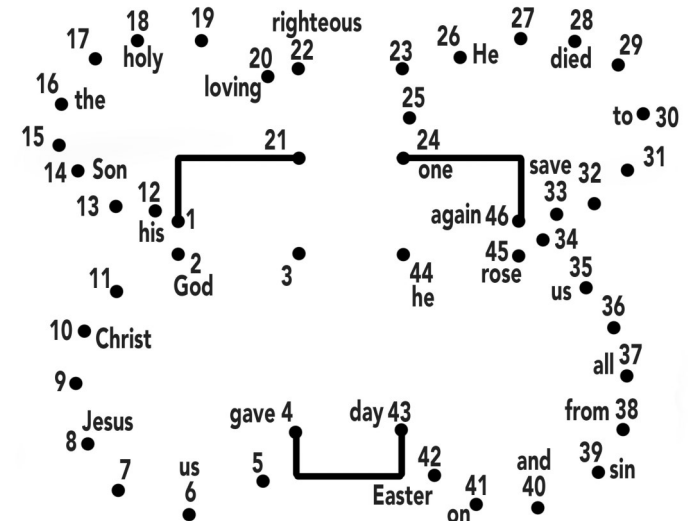 18 19 righteous 27 28
17 holy 20 22 23 26 He died 29
16 the loving 25 to 30
15 21 24 31
14 Son one save 32
13 12 33
his 1 again 46 34
2 3 45
11 God 44 rose 35
he us 36
10 Christ
9 all 37
gave 4 day 43 from 38
8 Jesus
7 us 5 42 and 39 sin
6 Easter 41 40
on